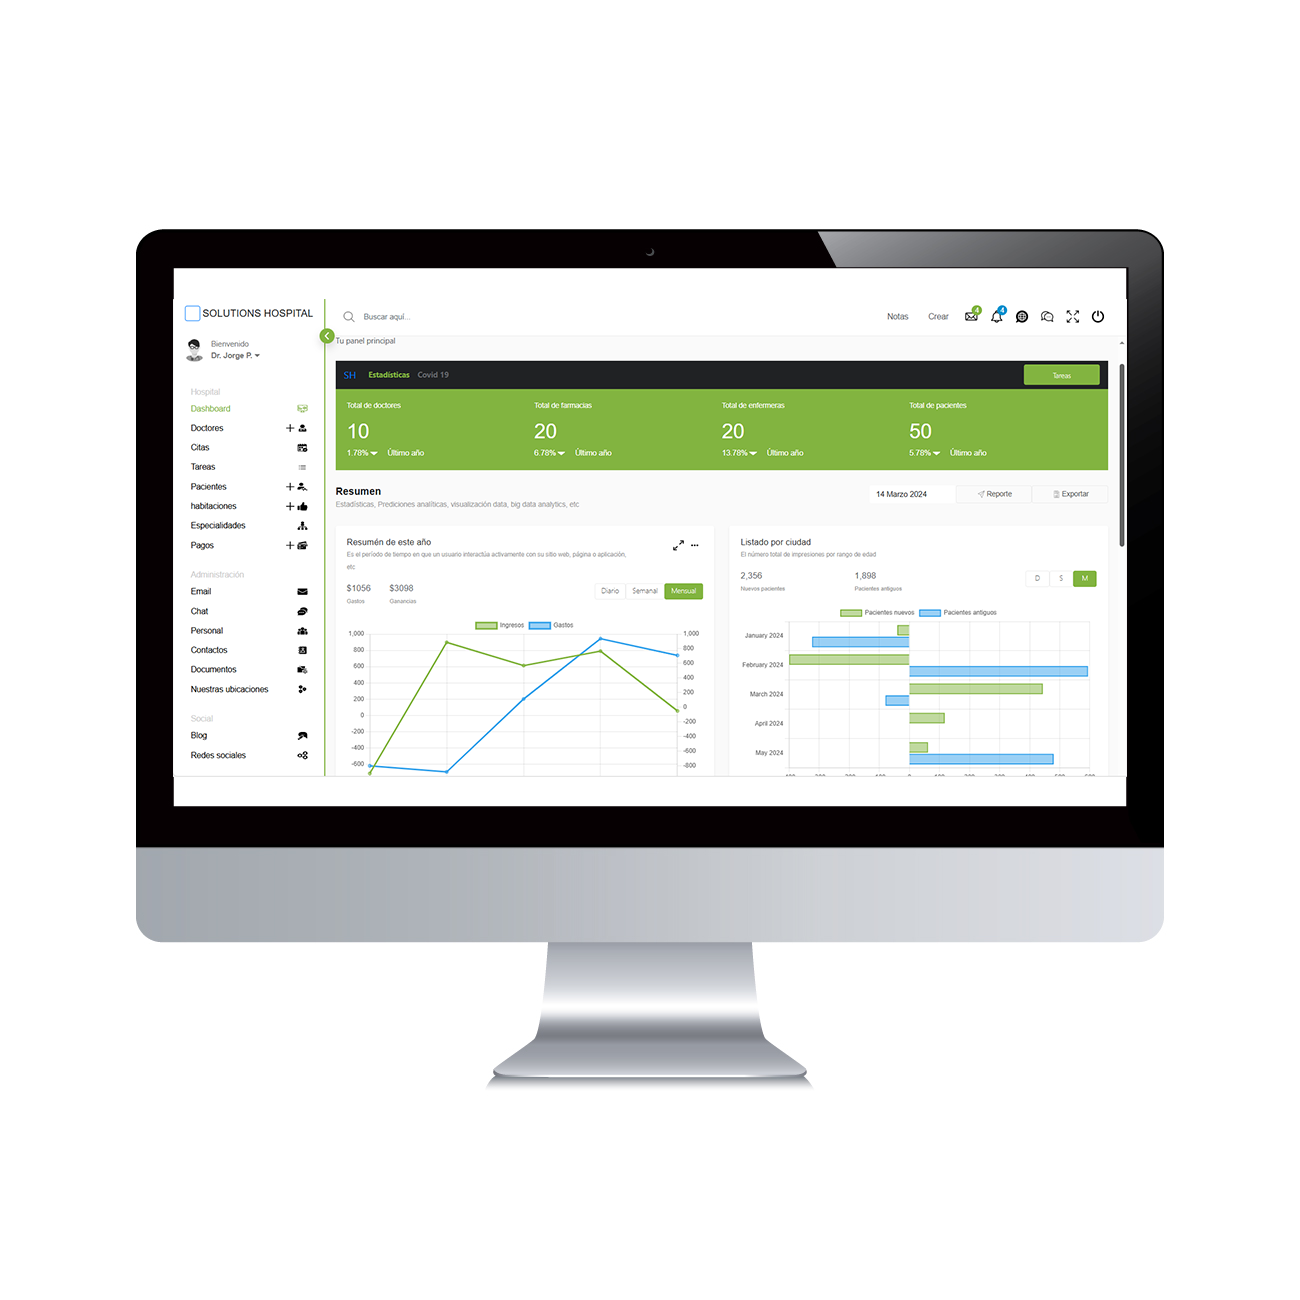 SOLUTIONS HOSPITAL
Bienvenido
Dr. Jorge P.
Hospital
Dashboard
Doctores
Citas
Tareas
Pacientes
habitaciones
Especialidades
Pagos
Administración
Email
Chat
Personal
Contactos
Documentos
Nuestras ubicaciones
Social
Blog
Redes sociales
Buscar aquí...
Notas
Crear
4
4
Tu panel principal
SH Estadísticas Covid 19
Tareas
Total de doctores
10
1.78% Último año
Total de farmacias
20
6.78% Último año
Total de enfermeras
20
13.78% Último año
Total de pacientes
50
5.78% Último año
Resumen
Estadísticas, Prediciones analíticas, visualización data, big data analytics, etc
14 Marzo 2024
Reporte
Exportar
Resumén de este año
Es el período de tiempo en que un usuario interactúa activamente con su sitio web, página o aplicación,
etc
$1056
Gastos
$3098
Ganancias
Diario
Semanal
Mensual
Ingresos
Gastos
1,000
800
600
400
200
0
-200
-400
-600
1,000
800
600
400
200
0
-200
-400
-600
-800
Listado por ciudad
El número total de impresiones por rango de edad
2,356
Nuevos pacientes
1,898
Pacientes antiguos
D
S
M
Pacientes nuevos
Pacientes antiguos
January 2024
February 2024
March 2024
April 2024
May 2024